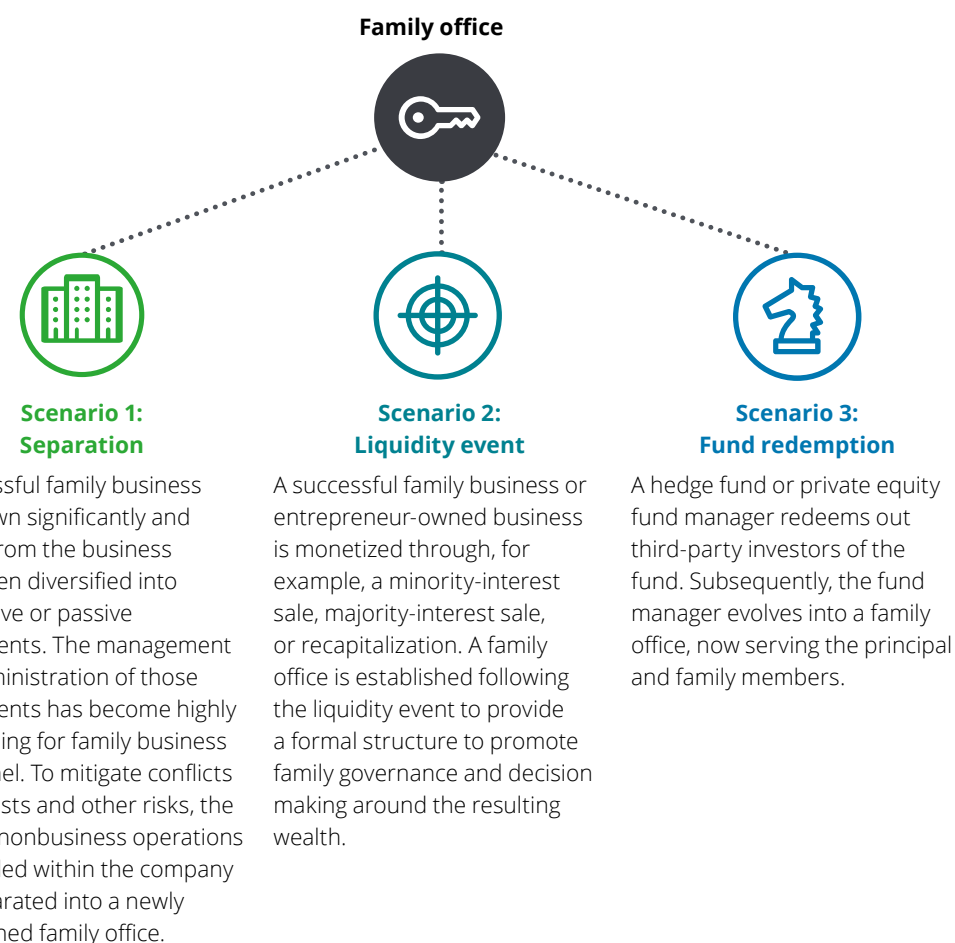 Family office
Scenario 1:
Separation
ssful family business
wn significantly and
rom the business
en diversified into
ve or passive
ents. The management
ministration of those
ents has become highly
ing for family business
nel. To mitigate conflicts
sts and other risks, the
nonbusiness operations
led within the company
arated into a newly
hed family office.
Scenario 2:
Liquidity event
A successful family business or
entrepreneur-owned business
is monetized through, for
example, a minority-interest
sale, majority-interest sale,
or recapitalization. A family
office is established following
the liquidity event to provide
a formal structure to promote
family governance and decision
making around the resulting
wealth.
Scenario 3:
Fund redemption
A hedge fund or private equity
fund manager redeems out
third-party investors of the
fund. Subsequently, the fund
manager evolves into a family
office, now serving the principal
and family members.